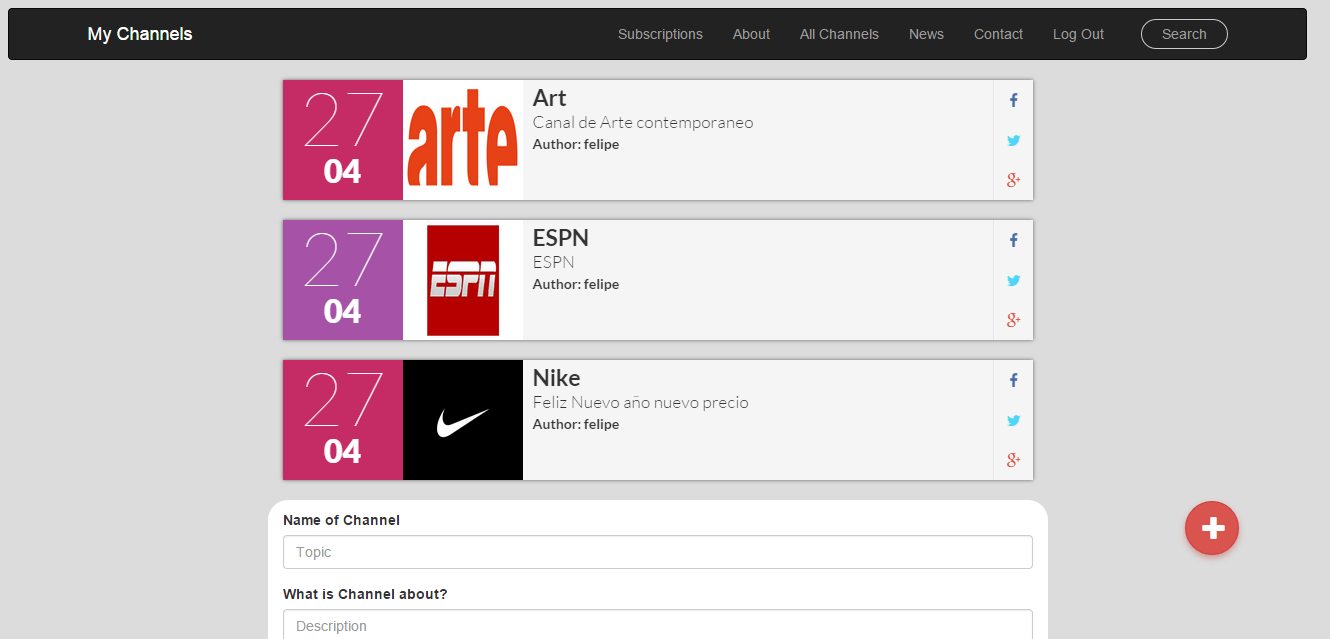 My Channels
Subscriptions
About
All Channels
News
Contact
Log Out
Search
27
04
arte
Art
Canal de Arte contemporaneo
Author: felipe
27
04
ESPN
ESPN
ESPN
Author: felipe
27
04
Nike
Feliz Nuevo año nuevo precio
Author: felipe
Name of Channel
Topic
What is Channel about?
Description